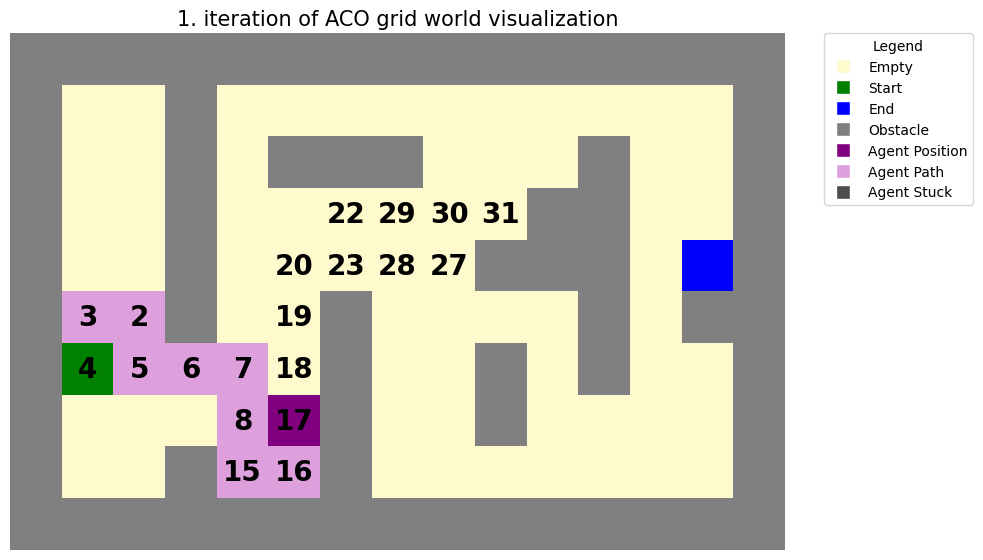 1. iteration of ACO grid world visualization
Legend
Empty
Start
End
Obstacle
Agent Position
Agent Path
Agent Stuck
22 29 30 31
20 23 28 27
3 2 19
4 5 6 7 18
8 17
15 16